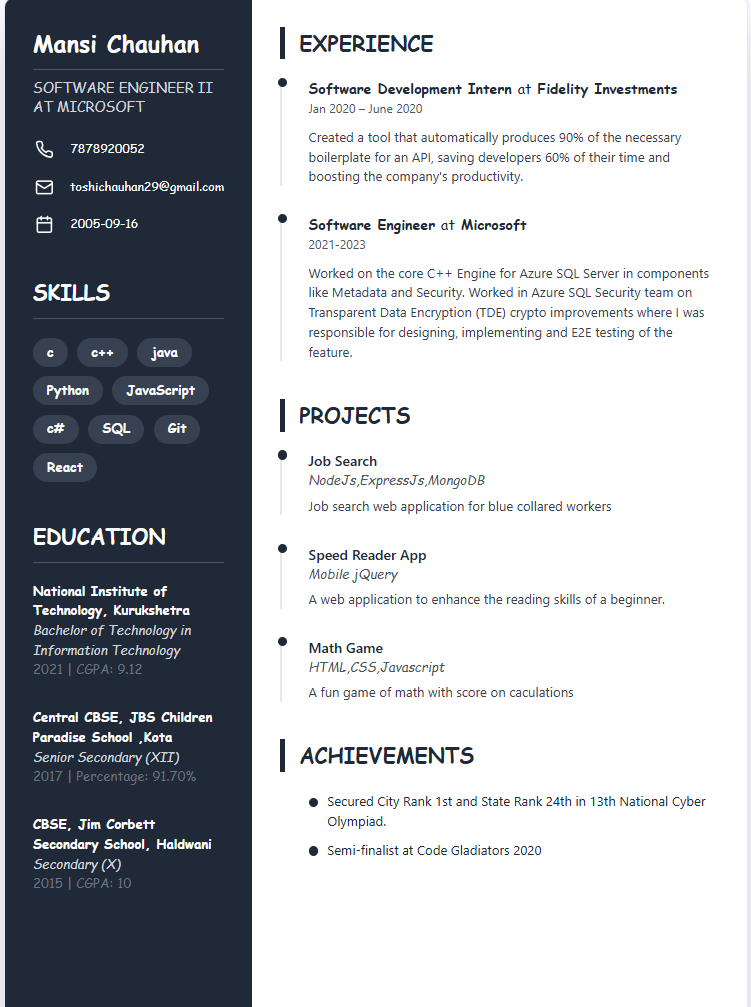 Mansi Chauhan
SOFTWARE ENGINEER II
AT MICROSOFT
7878920052
toshichauhan29@gmail.com
2005-09-16
SKILLS
c
c++
java
Python
JavaScript
c#
SQL
Git
React
EDUCATION
National Institute of
Technology, Kurukshetra
Bachelor of Technology in
Information Technology
2021 | CGPA: 9.12
Central CBSE, JBS Children
Paradise School ,Kota
Senior Secondary (XII)
2017 | Percentage: 91.70%
CBSE, Jim Corbett
Secondary School, Haldwani
Secondary (X)
2015 | CGPA: 10
EXPERIENCE
Software Development Intern at Fidelity Investments
Jan 2020 – June 2020
Created a tool that automatically produces 90% of the necessary
boilerplate for an API, saving developers 60% of their time and
boosting the company's productivity.
Software Engineer at Microsoft
2021-2023
Worked on the core C++ Engine for Azure SQL Server in components
like Metadata and Security. Worked in Azure SQL Security team on
Transparent Data Encryption (TDE) crypto improvements where I was
responsible for designing, implementing and E2E testing of the
feature.
PROJECTS
Job Search
NodeJs,ExpressJs,MongoDB
Job search web application for blue collared workers
Speed Reader App
Mobile jQuery
A web application to enhance the reading skills of a beginner.
Math Game
HTML,CSS,Javascript
A fun game of math with score on caculations
ACHIEVEMENTS
Secured City Rank 1st and State Rank 24th in 13th National Cyber
Olympiad.
Semi-finalist at Code Gladiators 2020